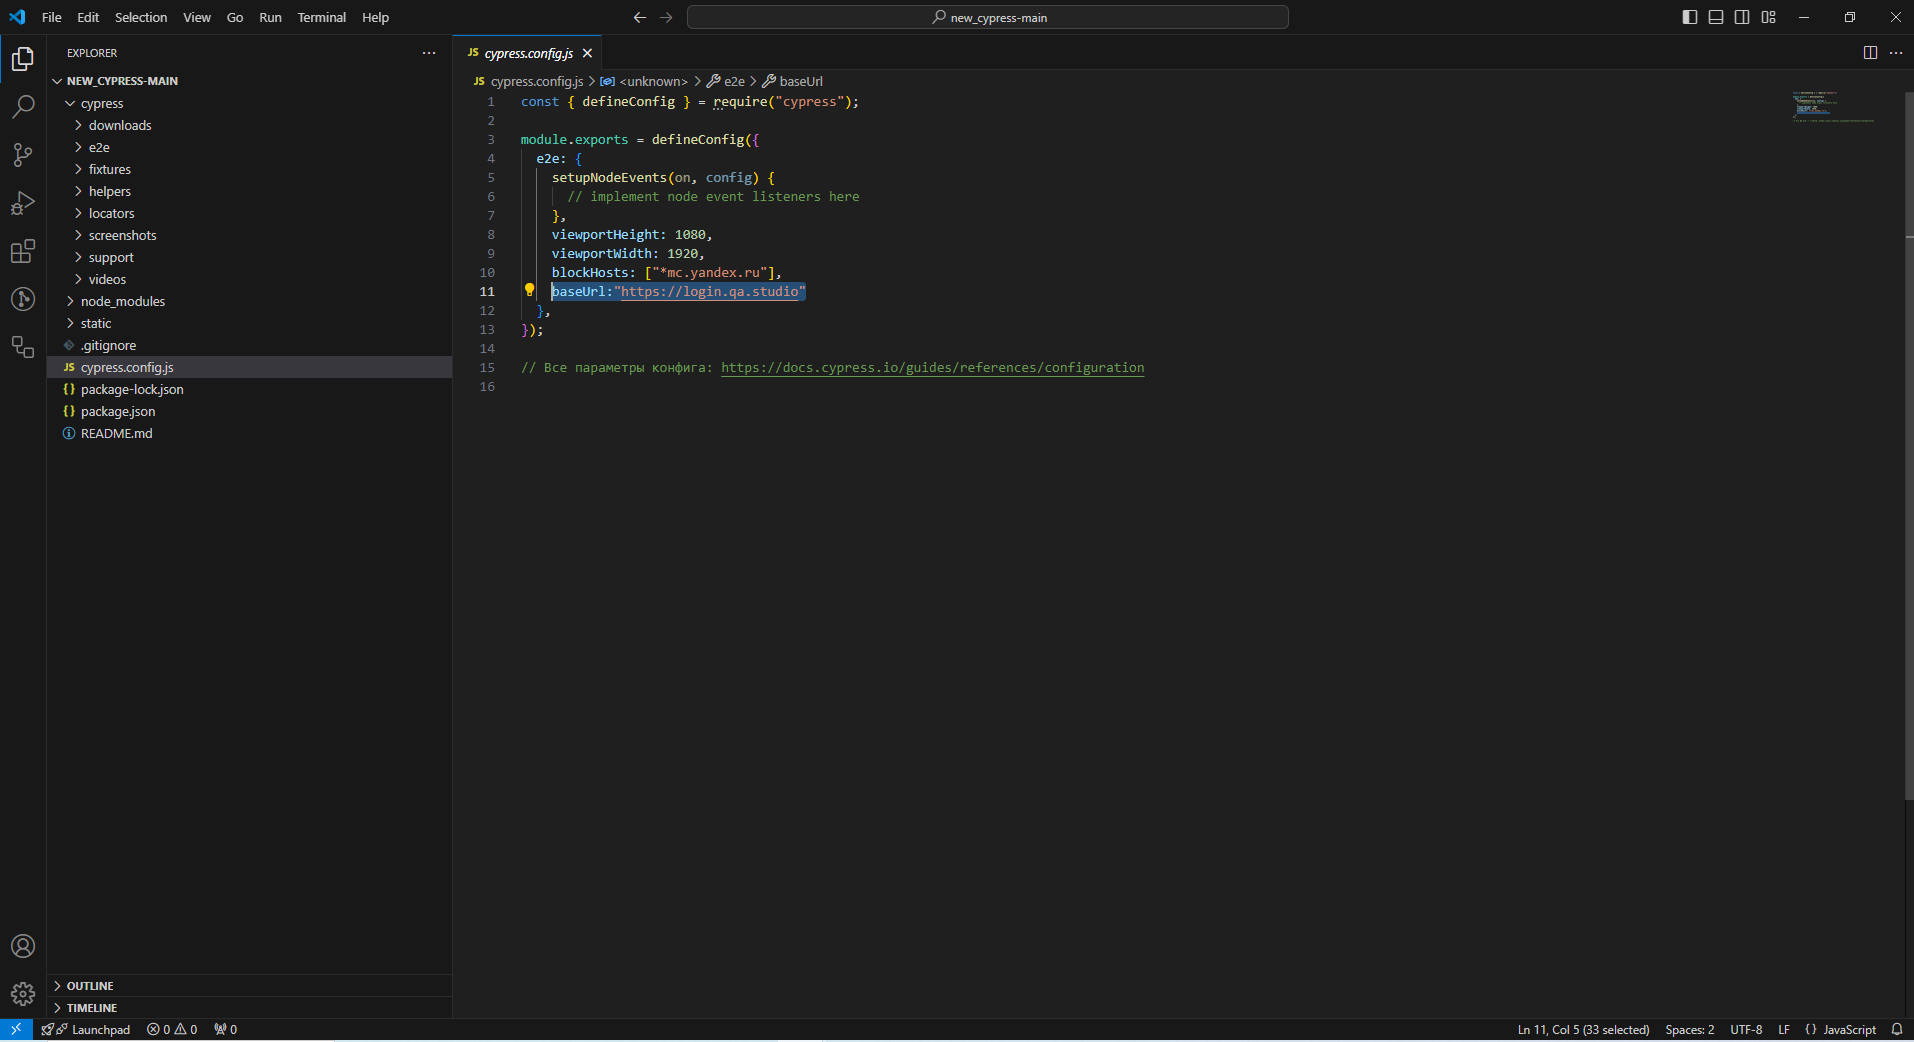 File Edit Selection View Go Run Terminal Help
new_cypress-main
EXPLORER
NEW_CYPRESS-MAIN
cypress
downloads
e2e
fixtures
helpers
locators
screenshots
support
videos
node_modules
static
.gitignore
JS cypress.config.js
{} package-lock.json
{} package.json
README.md
OUTLINE
TIMELINE
JS cypress.config.js
JS cypress.config.js > <unknown> > e2e > baseUrl
1 const { defineConfig } = require("cypress");
2
3 module.exports = defineConfig({
4 e2e: {
5 setupNodeEvents(on, config) {
6 // implement node event listeners here
7 },
8 viewportHeight: 1080,
9 viewportWidth: 1920,
10 blockHosts: ["*mc.yandex.ru"],
11 baseUrl:"https://login.qa.studio"
12 },
13 });
14
15 // Все параметры конфига: https://docs.cypress.io/guides/references/configuration
16
Launchpad 0 0 0
Ln 11, Col 5 (33 selected) Spaces: 2 UTF-8 LF {} JavaScript